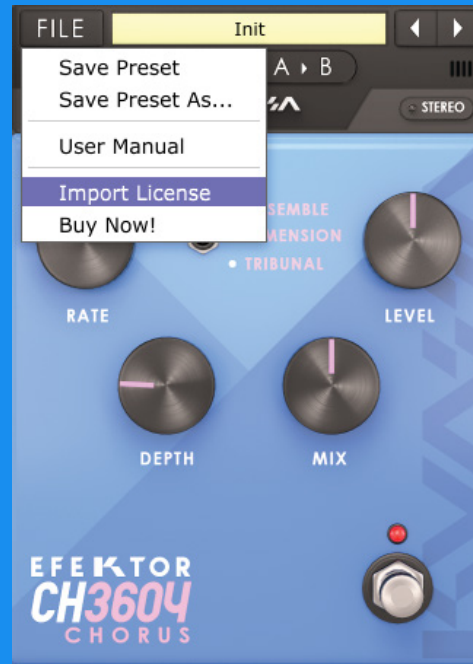 FILE
Init
Save Preset
A B
Save Preset As...
STEREO
User Manual
Import License
Buy Now!
SEMBLE
MENSION
TRIBUNAL
RATE
LEVEL
DEPTH
MIX
EFEKTOR
CH3604
CHORUS